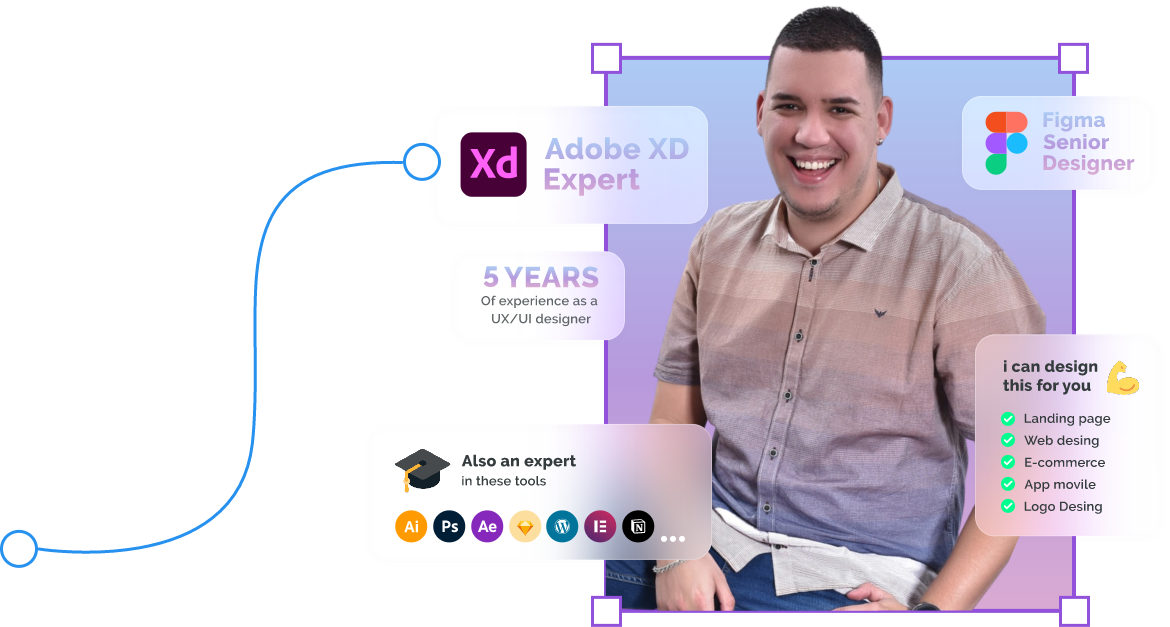 Xd
Adobe XD
Expert
Figma
Senior
Designer
5 YEARS
Of experience as a
UX/UI designer
i can design
this for you
Landing page
Web desing
E-commerce
App movile
Logo Desing
Also an expert
in these tools
Ai Ps Ae W E N